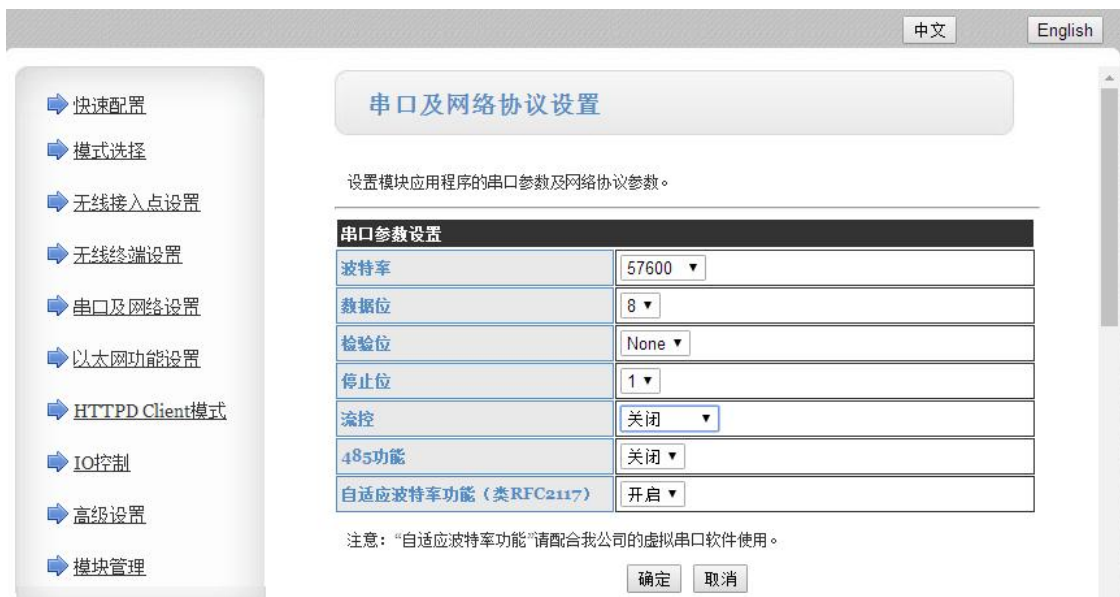 中文 English
快速配置
模式选择
无线接入点设置
无线终端设置
串口及网络设置
以太网功能设置
HTTPD Client模式
IO控制
高级设置
模块管理
串口及网络协议设置
设置模块应用程序的串口参数及网络协议参数。
串口参数设置
波特率 57600
数据位 8
检验位 None
停止位 1
流控 关闭
485功能 关闭
自适应波特率功能（类RFC2117） 开启
注意：“自适应波特率功能”请配合我公司的虚拟串口软件使用。
确定 取消